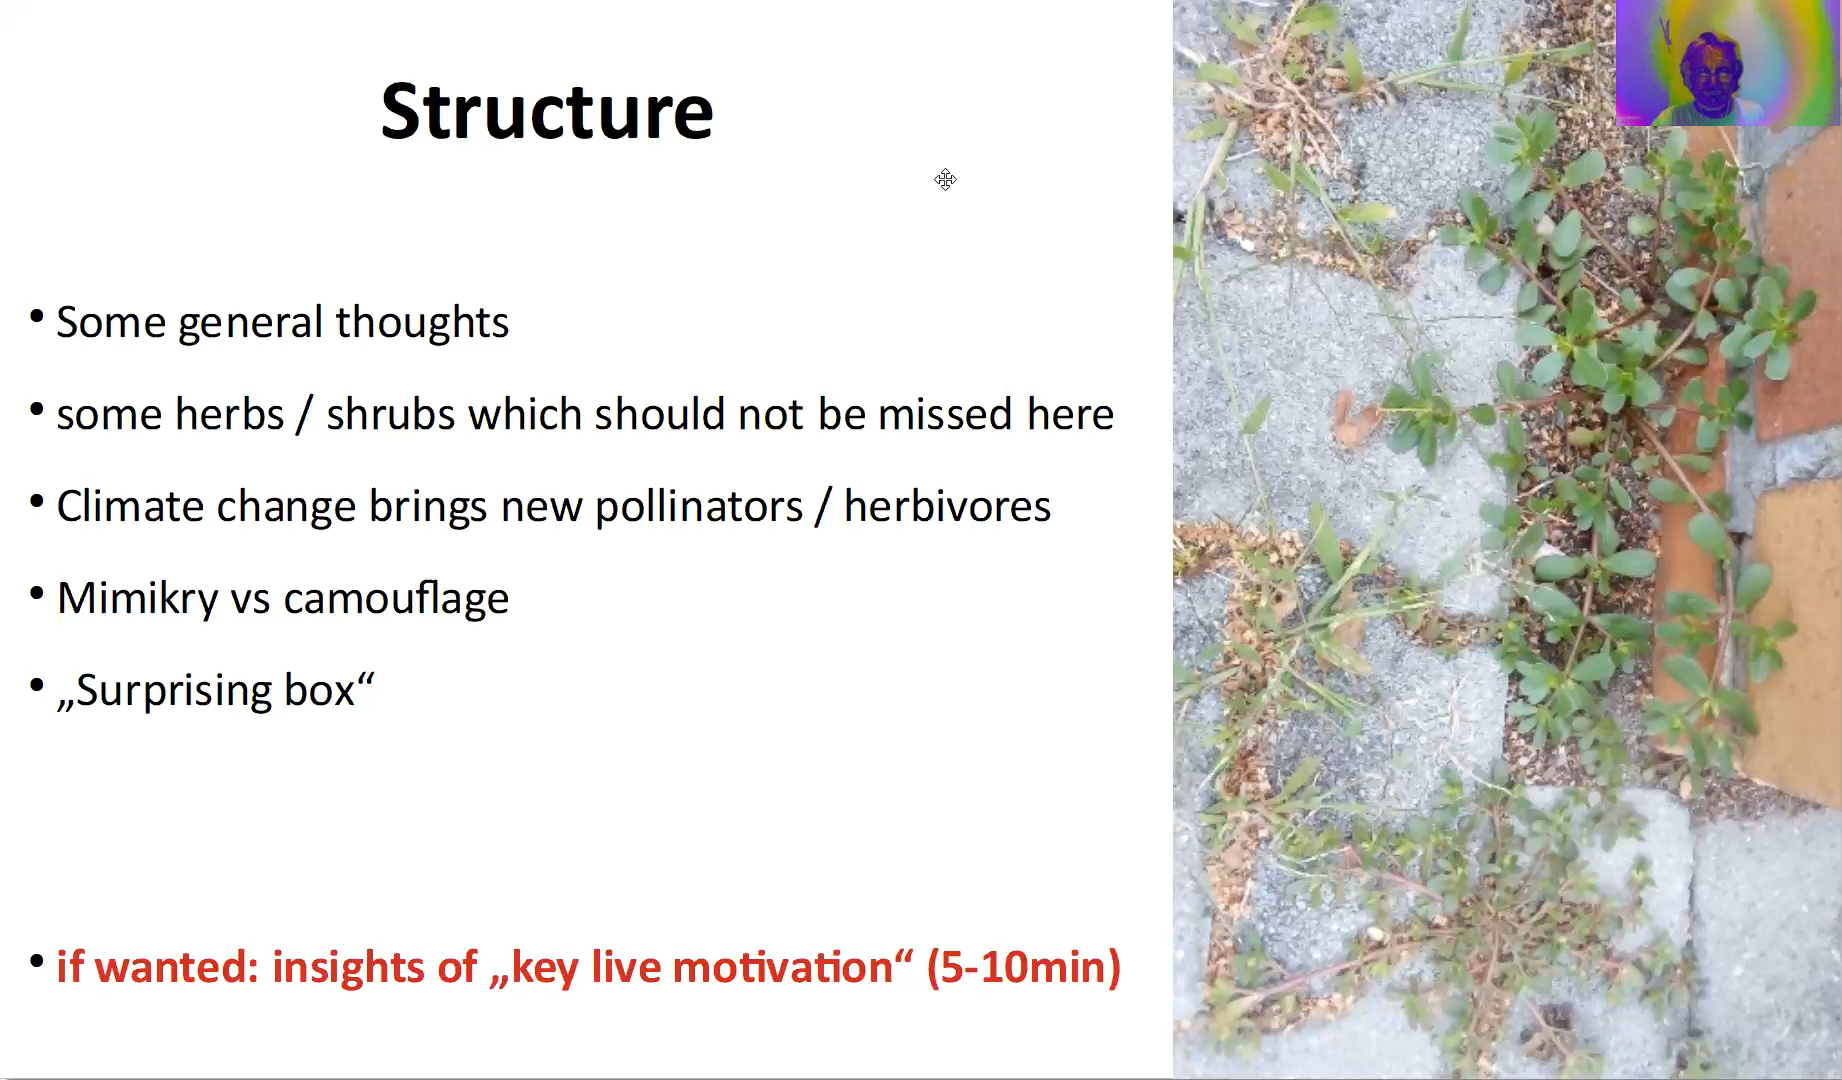 Structure
• Some general thoughts
• some herbs / shrubs which should not be missed here
• Climate change brings new pollinators / herbivores
• Mimikry vs camouflage
• „Surprising box“
• if wanted: insights of „key live motivation“ (5-10min)